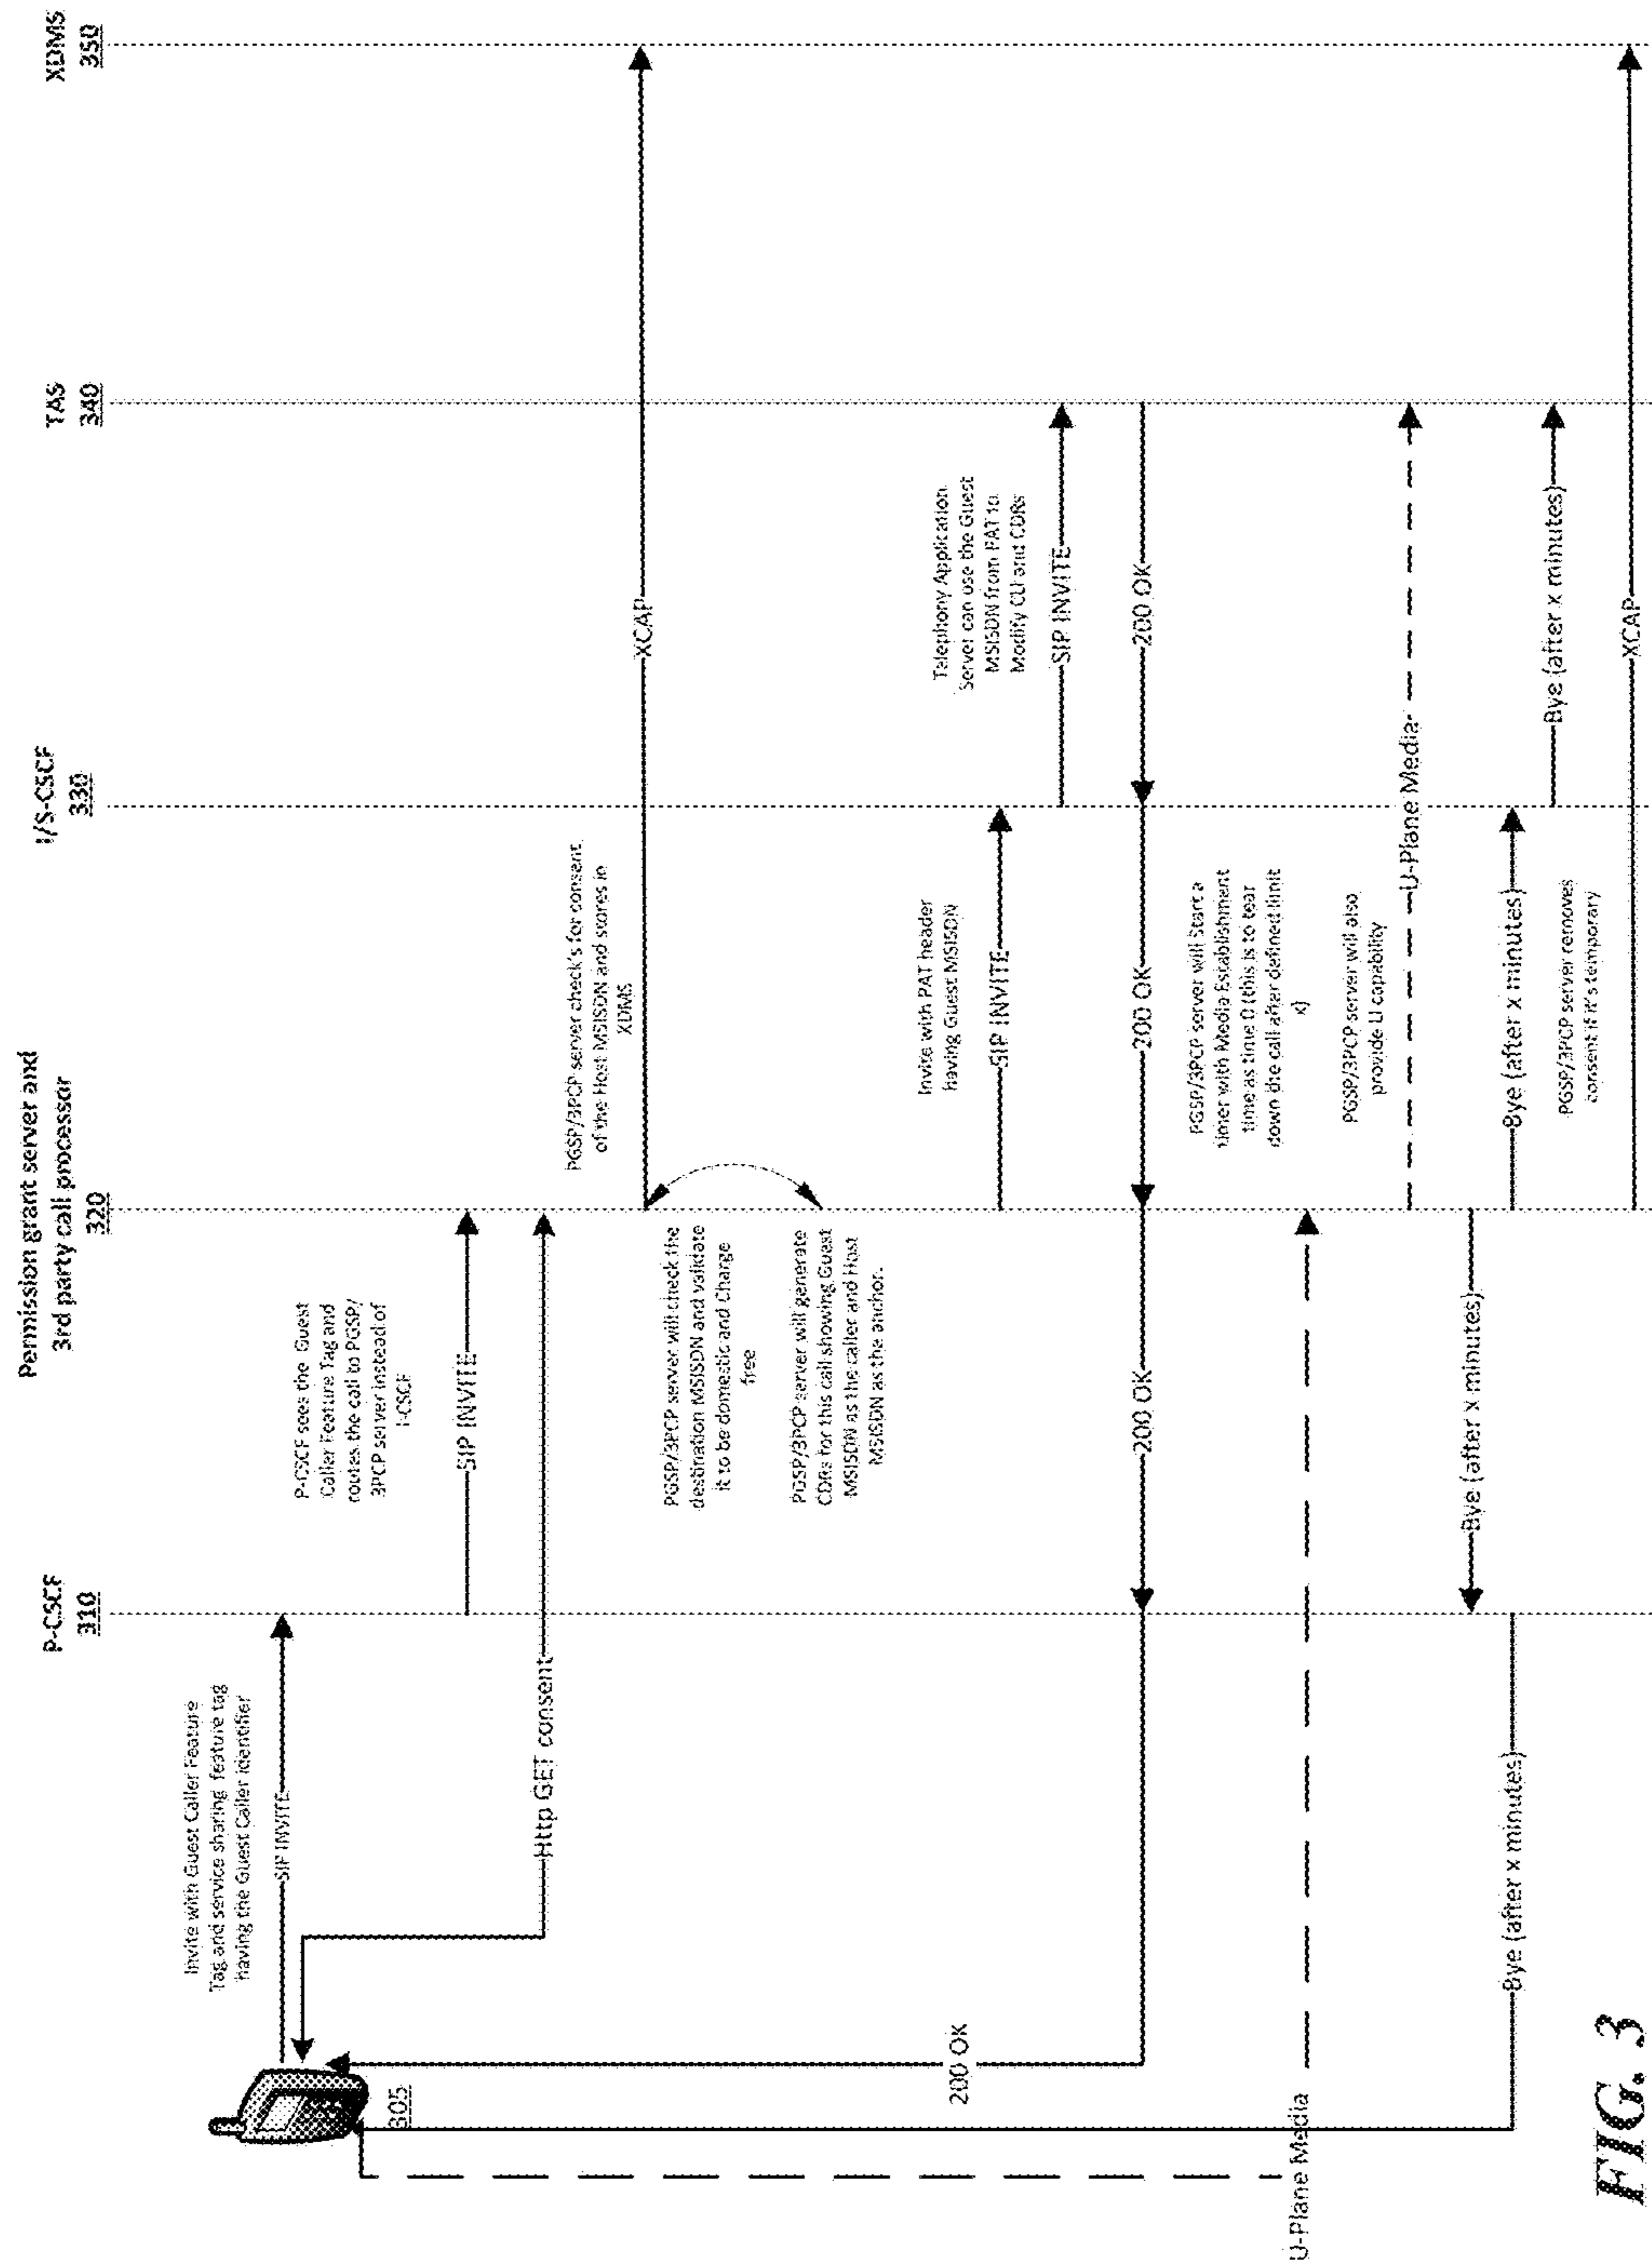 P-CSCF
310
Permission grant server and
3rd party call processor
320
I/S-CSCF
330
TAS
340
XDMS
350
Invite with Guest Caller Feature
Tag and service sharing feature tag
having the Guest Caller identifier
SIP INVITE
305
P-CSCF sees the Guest
Caller Feature Tag and
routes the call to PGSP/
3PCP server instead of
I-CSCF
SIP INVITE
Http GET consent
PGSP/3PCP server check's for consent
of the Host MSISDN and stores in
XDMS
XCAP
PGSP/3PCP server will check the
destination MSISDN and validate
it to be domestic and Charge
free
PGSP/3PCP server will generate
CDRs for this call showing Guest
MSISDN as the caller and Host
MSISDN as the anchor.
Invite with PAT header
having Guest MSISDN
SIP INVITE
Telephony Application
Server can use the Guest
MSISDN from PAT to
Modify CLI and CDRs
SIP INVITE
200 OK
200 OK
200 OK
200 OK
PGSP/3PCP server will Start a
timer with Media Establishment
time as time 0 (this is to tear
down the call after defined limit
x)
U-Plane Media
PGSP/3PCP server will also
provide LI capability
U-Plane Media
Bye (after x minutes)
Bye (after x minutes)
Bye (after x minutes)
Bye (after x minutes)
PGSP/3PCP server removes
consent if it's temporary
XCAP
FIG. 3